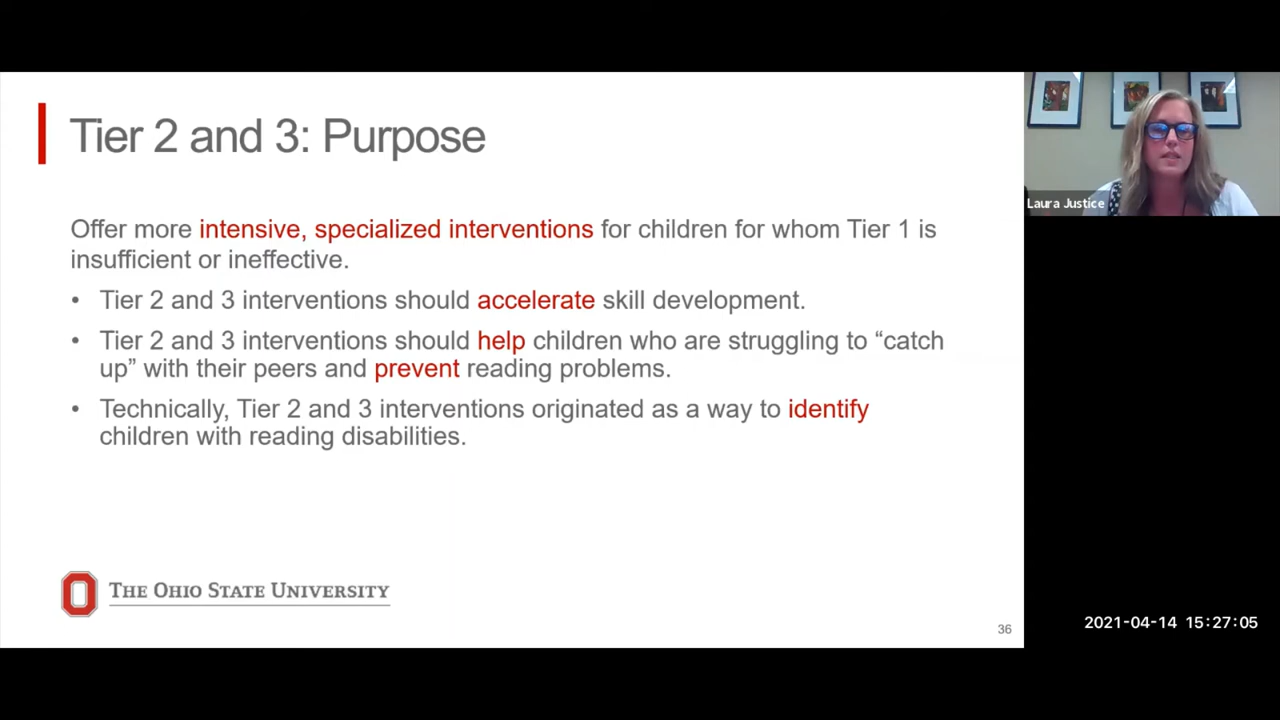 Tier 2 and 3: Purpose
Offer more intensive, specialized interventions for children for whom Tier 1 is
insufficient or ineffective.
• Tier 2 and 3 interventions should accelerate skill development.
• Tier 2 and 3 interventions should help children who are struggling to “catch
up” with their peers and prevent reading problems.
• Technically, Tier 2 and 3 interventions originated as a way to identify
children with reading disabilities.
THE OHIO STATE UNIVERSITY
36
Laura Justice
2021-04-14 15:27:05